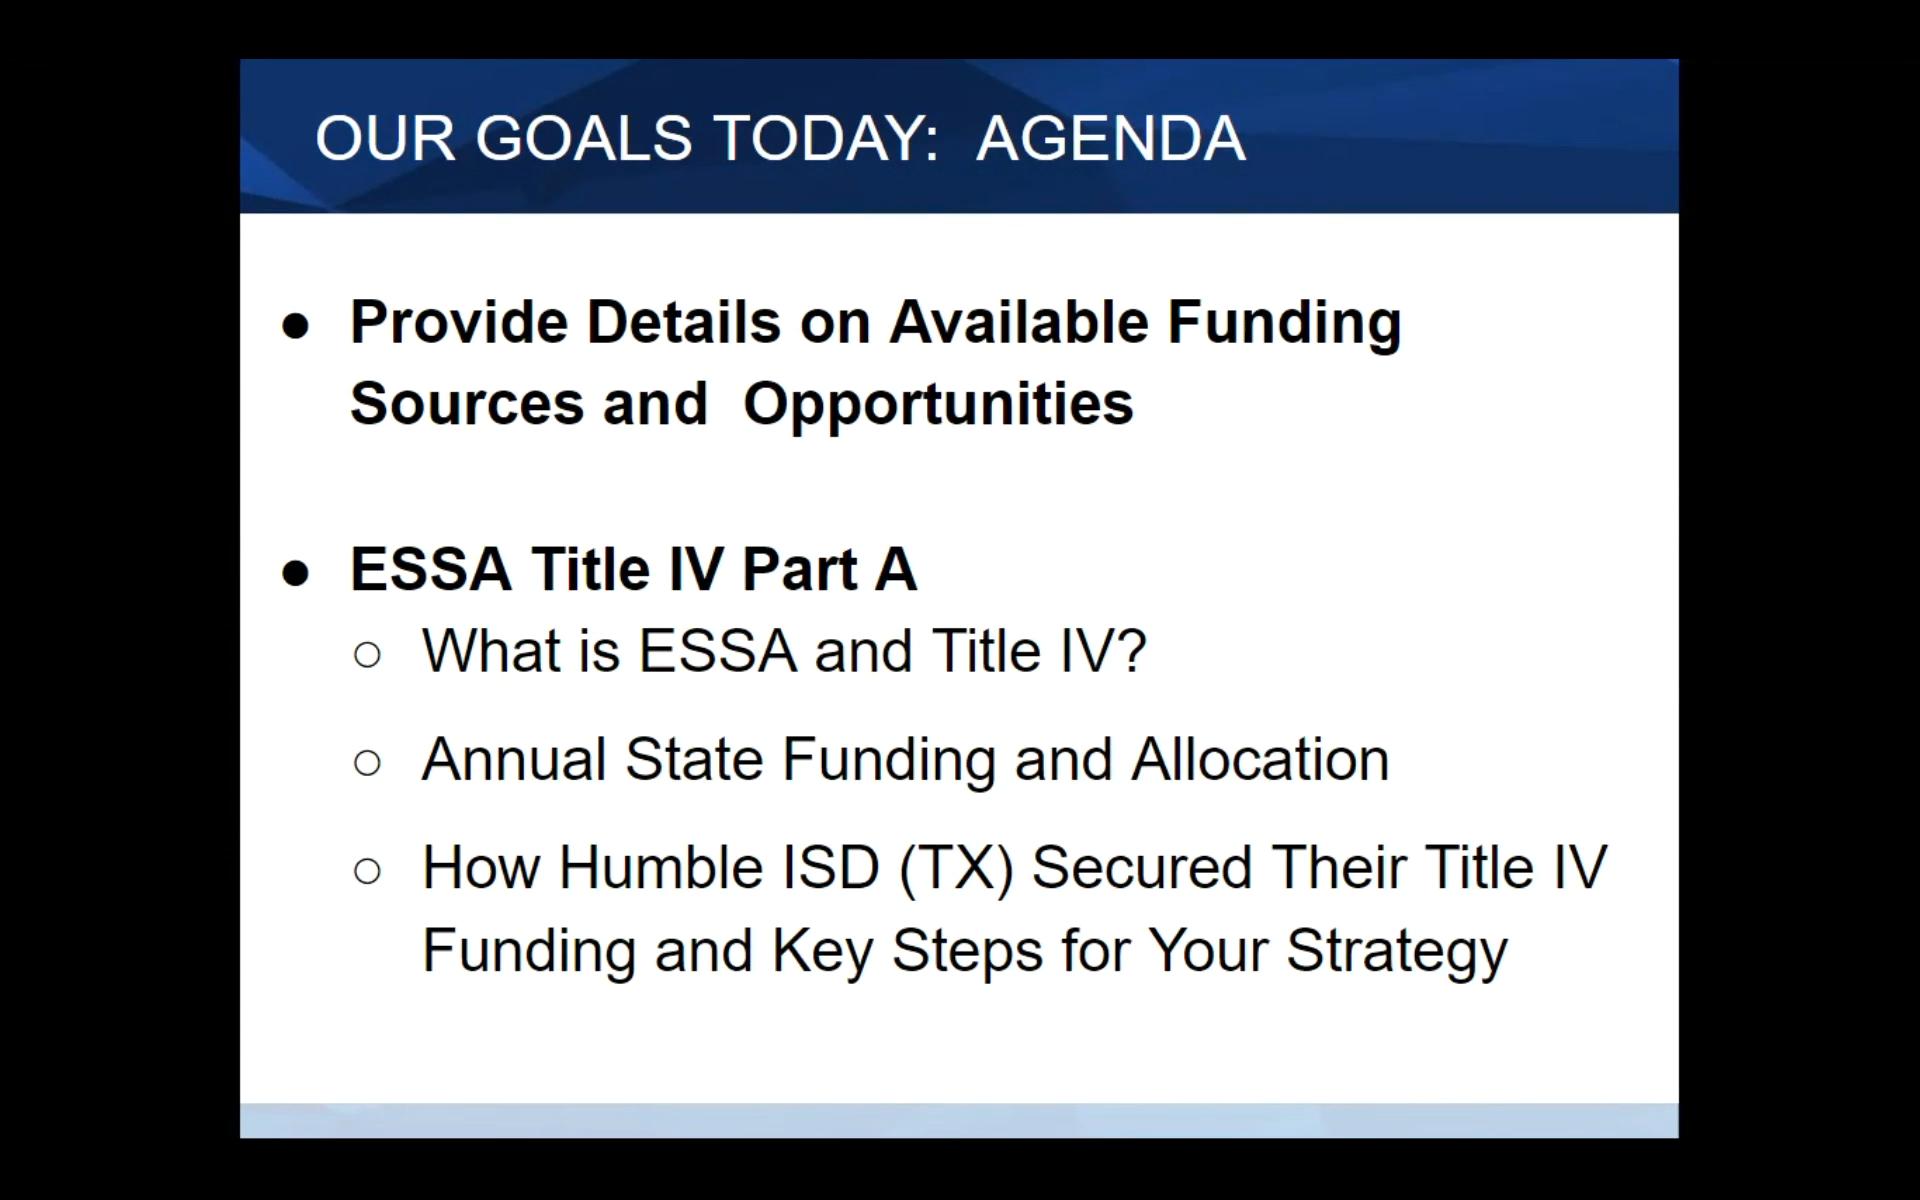 OUR GOALS TODAY:  AGENDA
● Provide Details on Available Funding
Sources and  Opportunities
● ESSA Title IV Part A
○ What is ESSA and Title IV?
○ Annual State Funding and Allocation
○ How Humble ISD (TX) Secured Their Title IV
Funding and Key Steps for Your Strategy